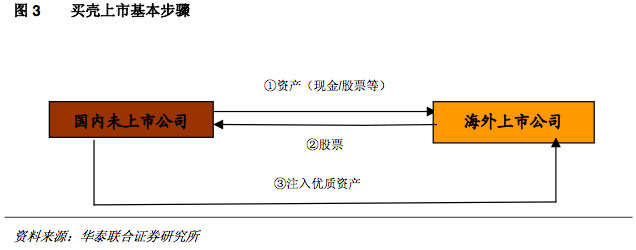 图 3 买壳上市基本步骤
①资产（现金/股票等）
国内未上市公司
海外上市公司
②股票
③注入优质资产
资料来源：华泰联合证券研究所